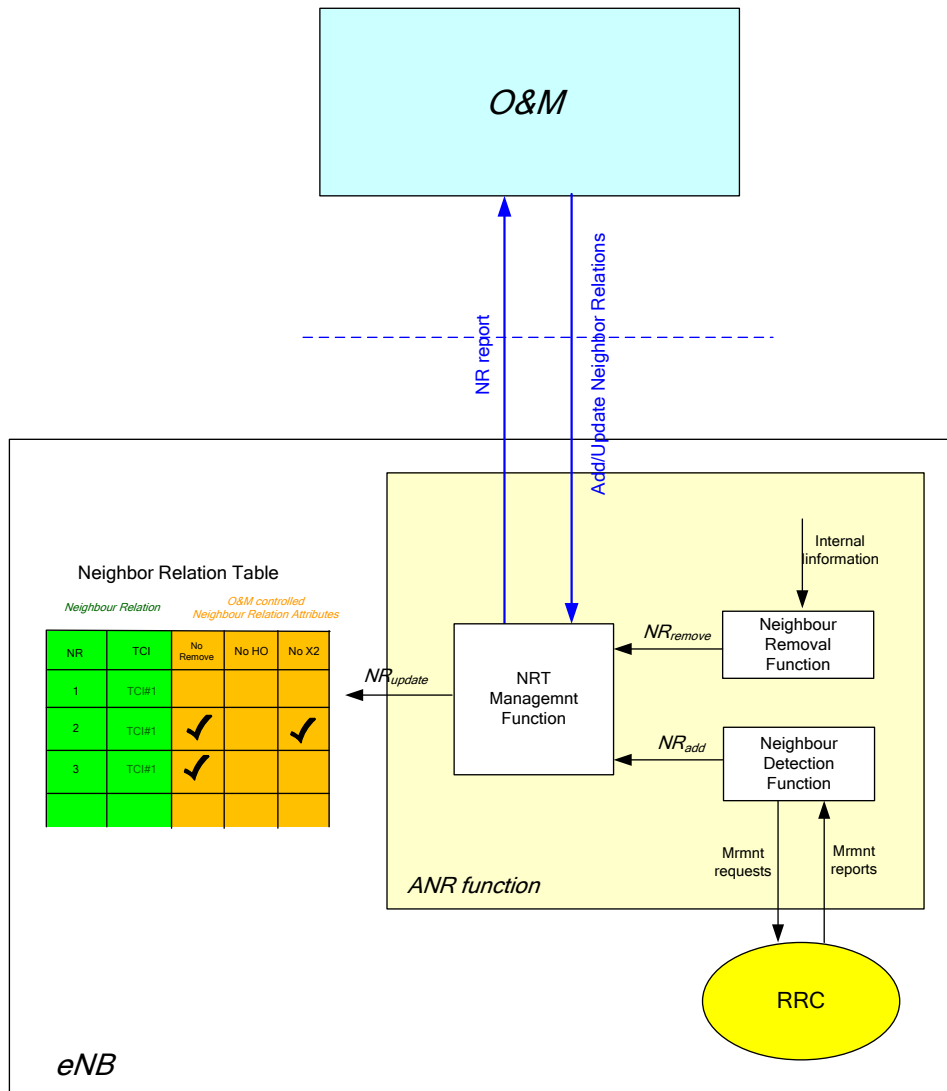 O&M
NR report
Add/Update Neighbor Relations
Internal
Iinformation
Neighbor Relation Table
Neighbour Relation
O&M controlled
Neighbour Relation Attributes
NR TCI No Remove No HO No X2
1 TCI#1
2 TCI#1 ✓ ✓
3 TCI#1 ✓
NRupdate
NRT
Managemnt
Function
NRremove
Neighbour
Removal
Function
NRadd
Neighbour
Detection
Function
Mrmnt
requests
Mrmnt
reports
ANR function
RRC
eNB